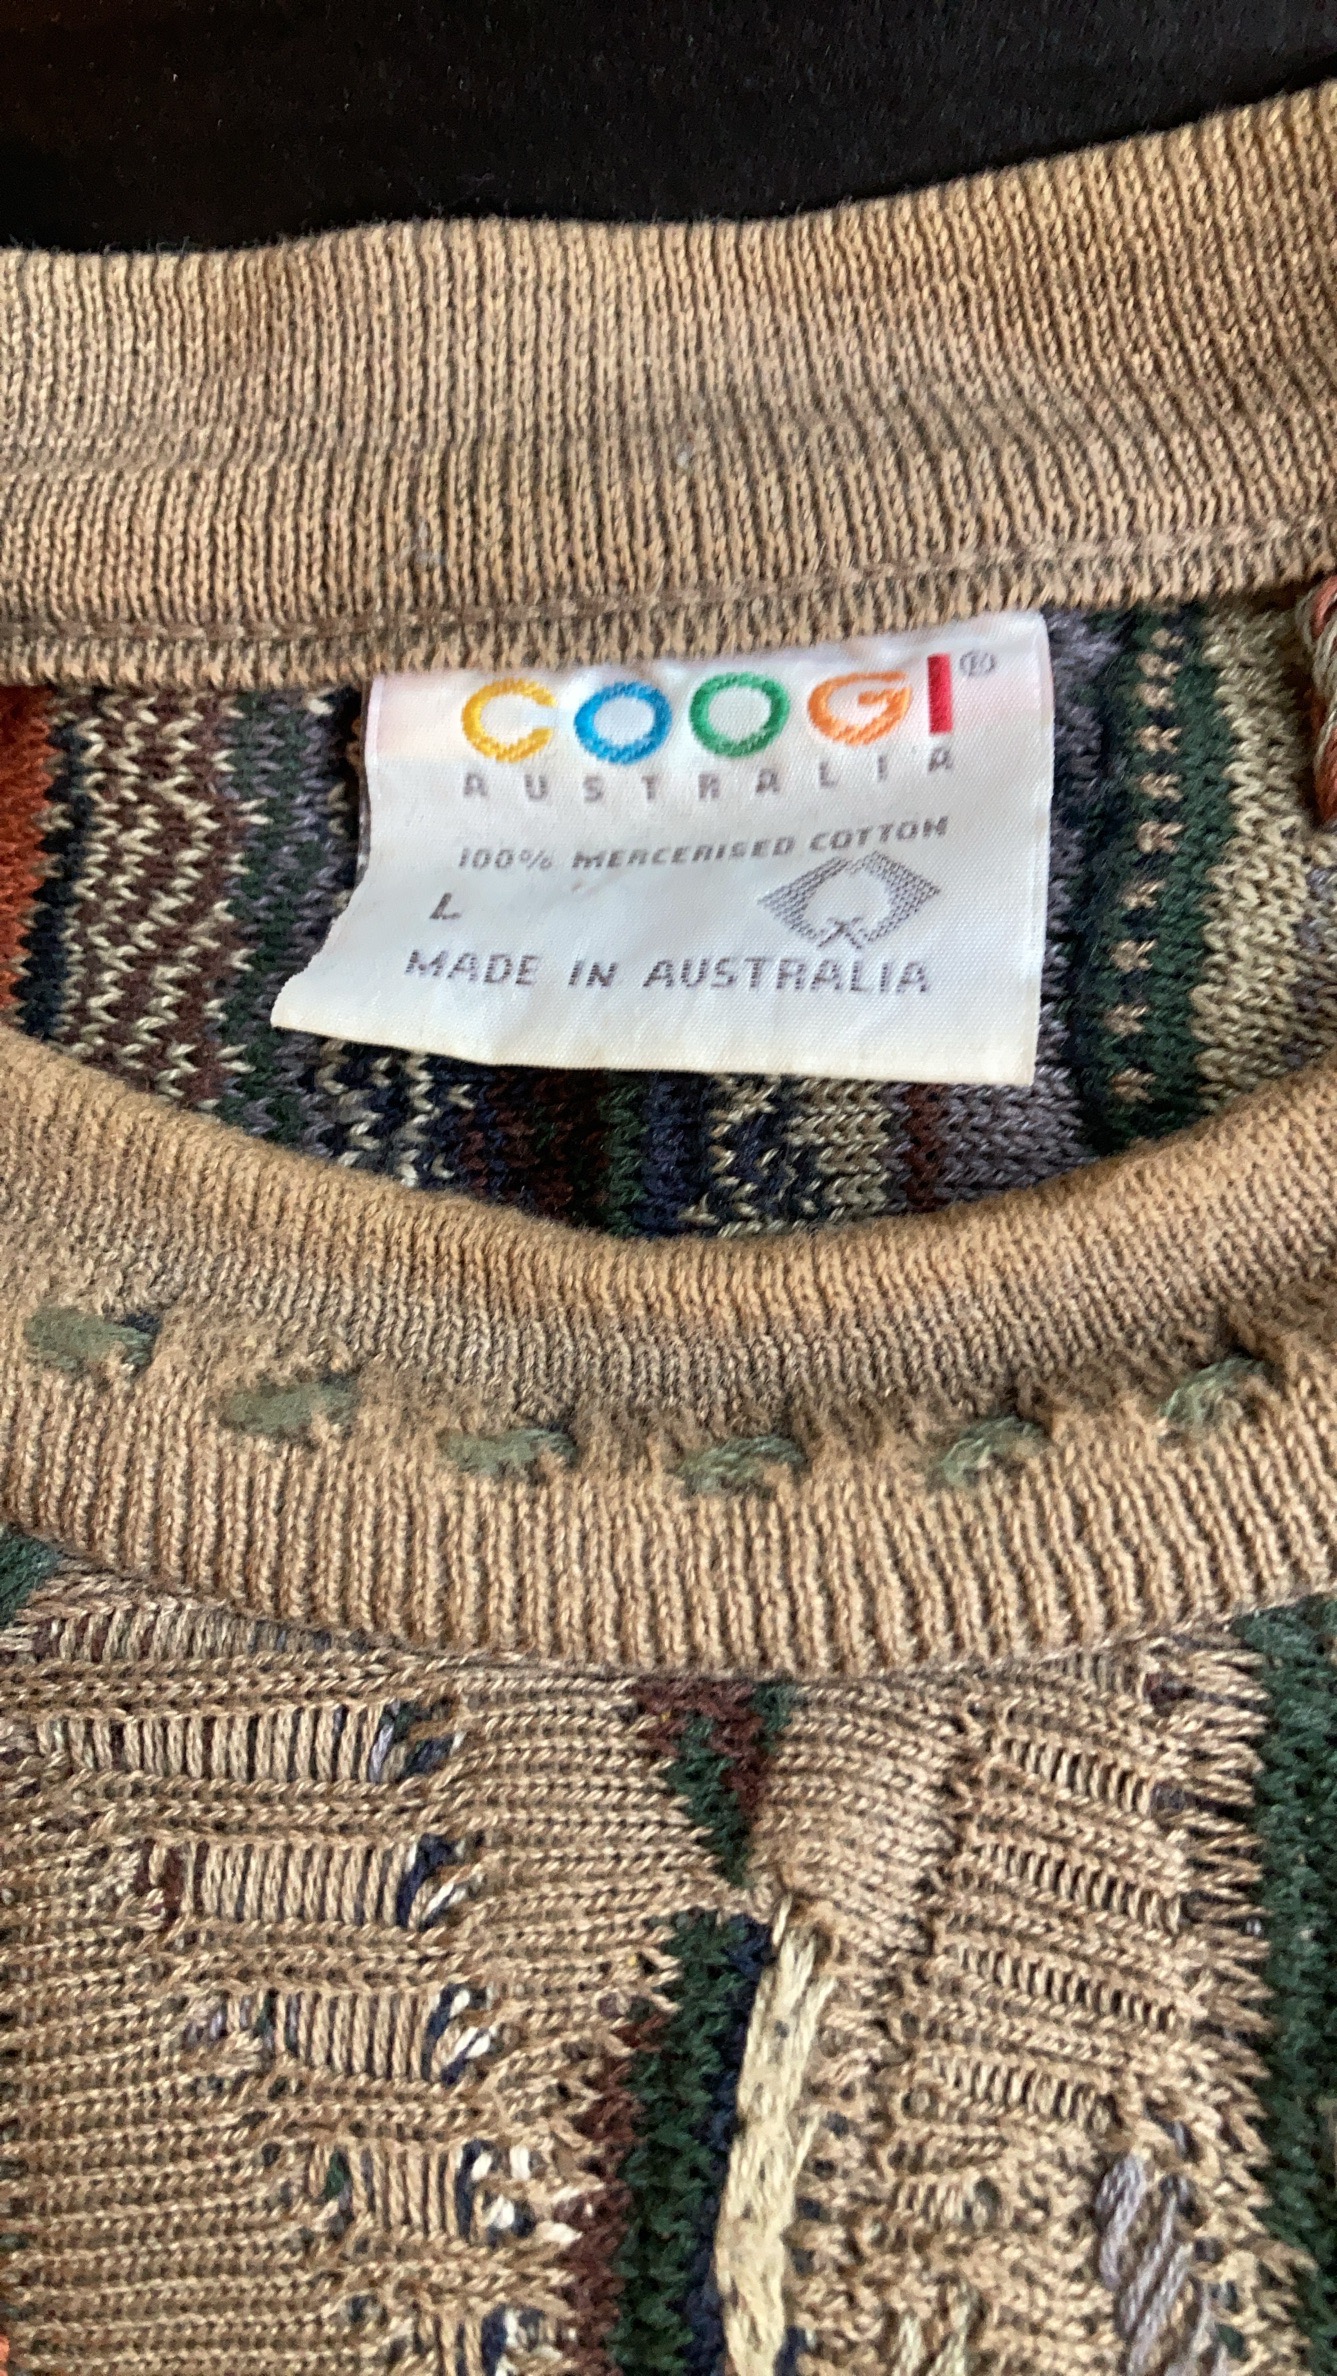 COOGI®
AUSTRALIA
100% MERCERISED COTTON
L
MADE IN AUSTRALIA